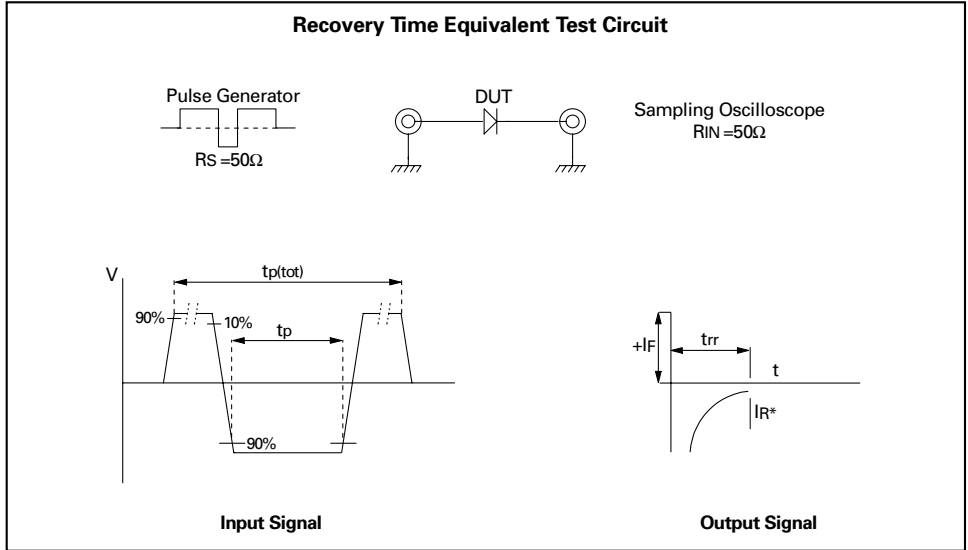 Recovery Time Equivalent Test Circuit
Pulse Generator
RS =50Ω
DUT
Sampling Oscilloscope
RIN =50Ω
V
tp(tot)
90%
10%
tp
90%
+IF
trr
t
IR*
Input Signal
Output Signal